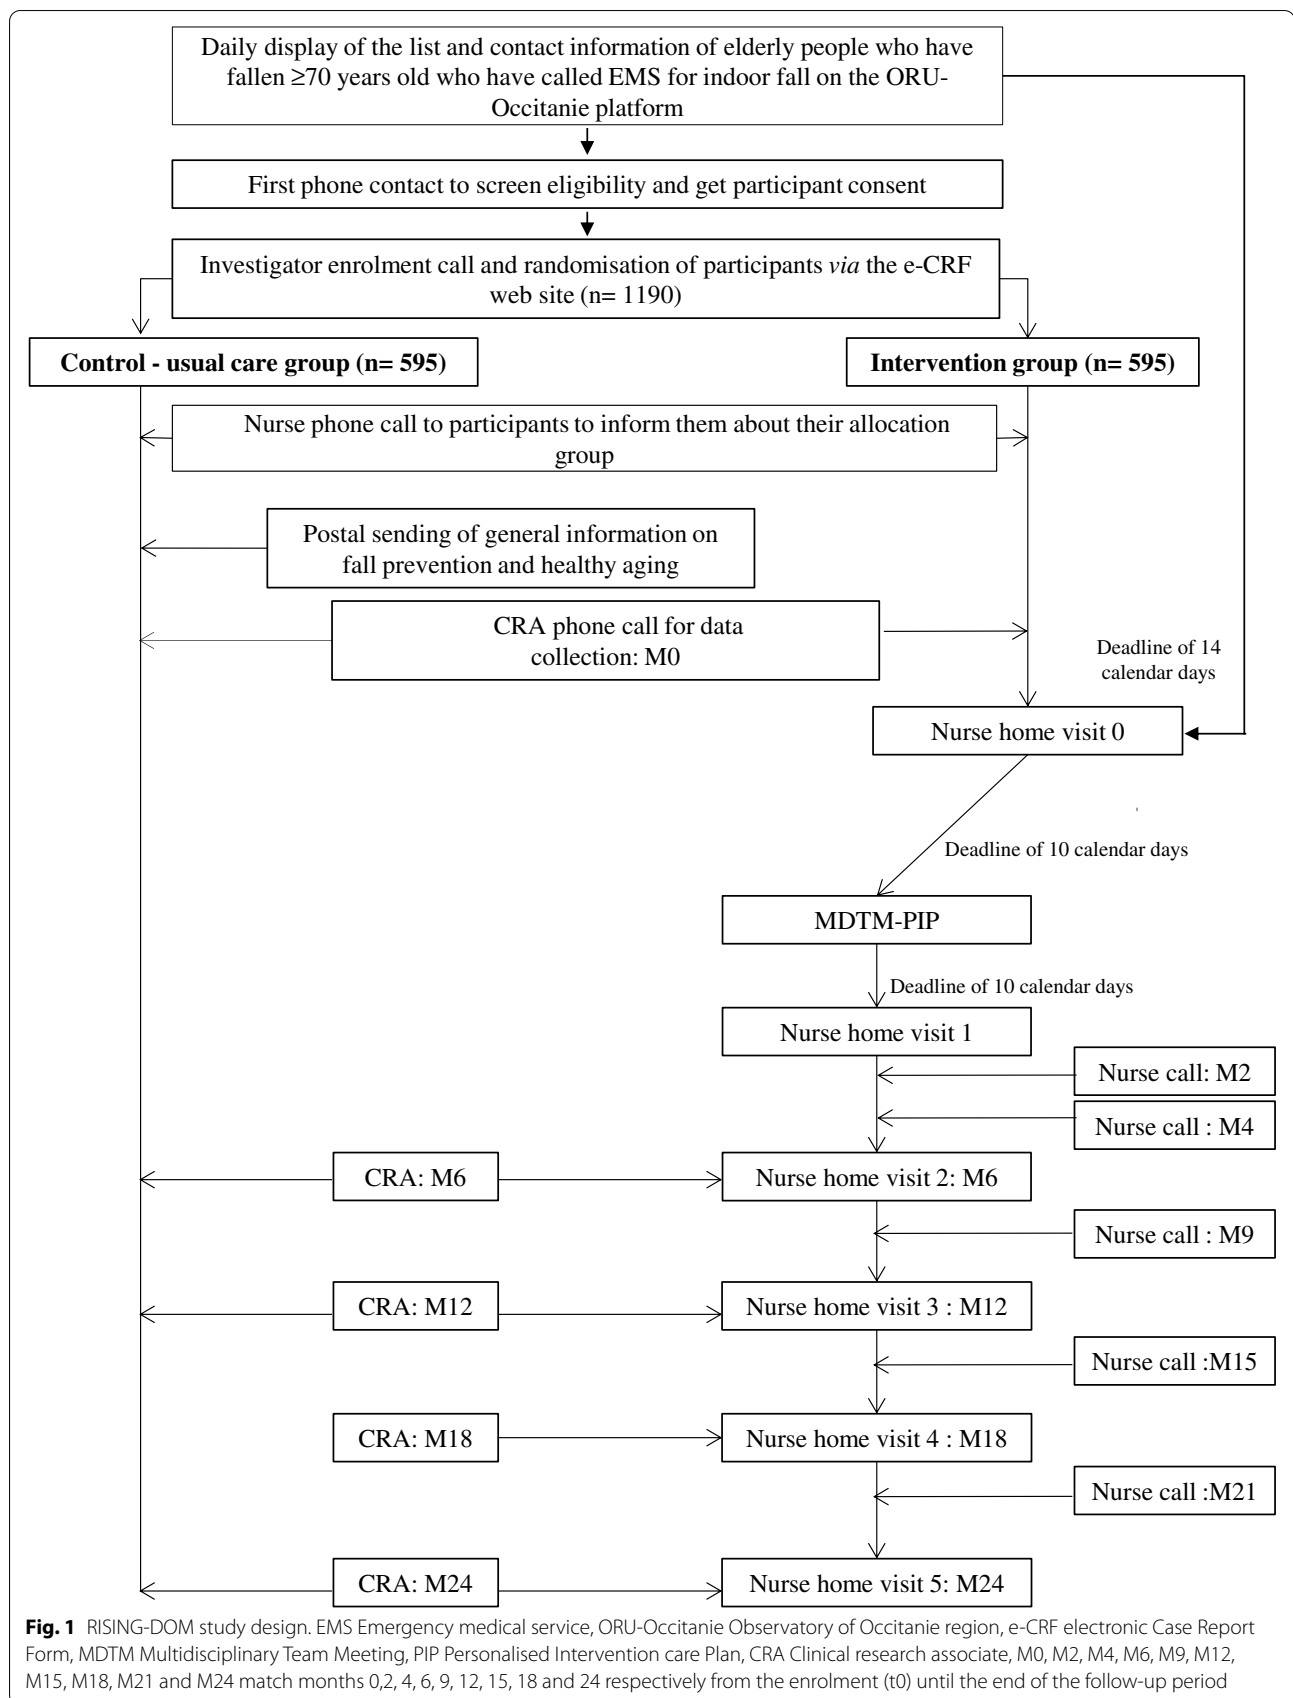 Daily display of the list and contact information of elderly people who have
fallen ≥70 years old who have called EMS for indoor fall on the ORU-
Occitanie platform
First phone contact to screen eligibility and get participant consent
Investigator enrolment call and randomisation of participants via the e-CRF
web site (n= 1190)
Control - usual care group (n= 595)
Intervention group (n= 595)
Nurse phone call to participants to inform them about their allocation
group
Postal sending of general information on
fall prevention and healthy aging
CRA phone call for data
collection: M0
Deadline of 14
calendar days
Nurse home visit 0
Deadline of 10 calendar days
MDTM-PIP
Deadline of 10 calendar days
Nurse home visit 1
Nurse call: M2
Nurse call : M4
CRA: M6
Nurse home visit 2: M6
Nurse call : M9
CRA: M12
Nurse home visit 3 : M12
Nurse call :M15
CRA: M18
Nurse home visit 4 : M18
Nurse call :M21
CRA: M24
Nurse home visit 5: M24
Fig. 1 RISING-DOM study design. EMS Emergency medical service, ORU-Occitanie Observatory of Occitanie region, e-CRF electronic Case Report
Form, MDTM Multidisciplinary Team Meeting, PIP Personalised Intervention care Plan, CRA Clinical research associate, M0, M2, M4, M6, M9, M12,
M15, M18, M21 and M24 match months 0,2, 4, 6, 9, 12, 15, 18 and 24 respectively from the enrolment (t0) until the end of the follow-up period